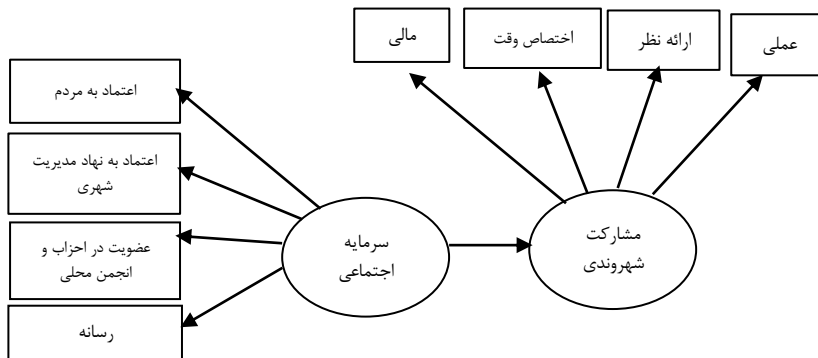 عملی
ارائه نظر
اختصاص وقت
مالی
اعتماد به مردم
اعتماد به نهاد مدیریت
شهری
عضویت در احزاب و
انجمن محلی
رسانه
سرمایه
اجتماعی
مشارکت
شهروندی